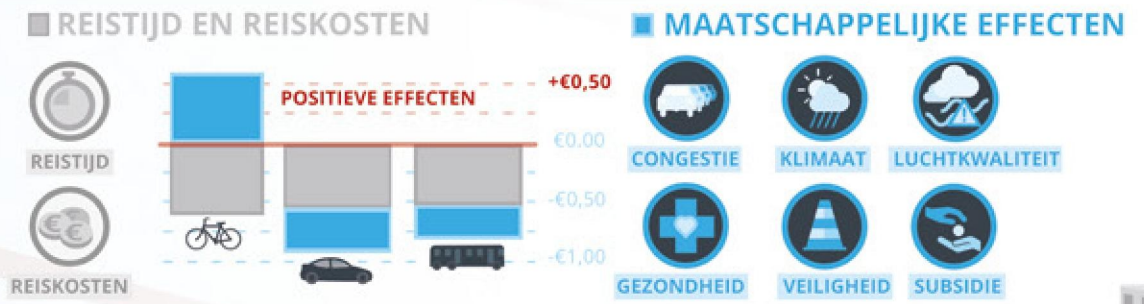 REISTIJD EN REISKOSTEN
REISTIJD
REISKOSTEN
POSITIEVE EFFECTEN
+€0,50
€0.00
-€0,50
-€1,00
MAATSCHAPPELIJKE EFFECTEN
CONGESTIE
KLIMAAT
LUCHTKWALITEIT
GEZONDHEID
VEILIGHEID
SUBSIDIE